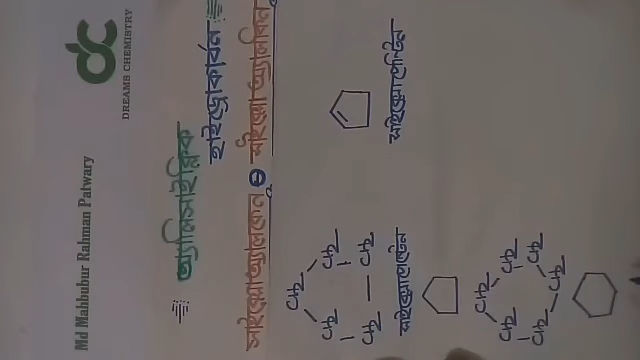 Md Mahbubur Rahman Patwary
DREAMS CHEMISTRY
অ্যালিসাইক্লিক
হাইড্রোকার্বন
সাইক্লোঅ্যালকেন ও সাইক্লোঅ্যালকিন
CH2
CH2 CH2
CH2 CH2
সাইক্লোপেন্টেন
সাইক্লোপেন্টিন
CH2
CH2 CH2
CH2 CH2
CH2